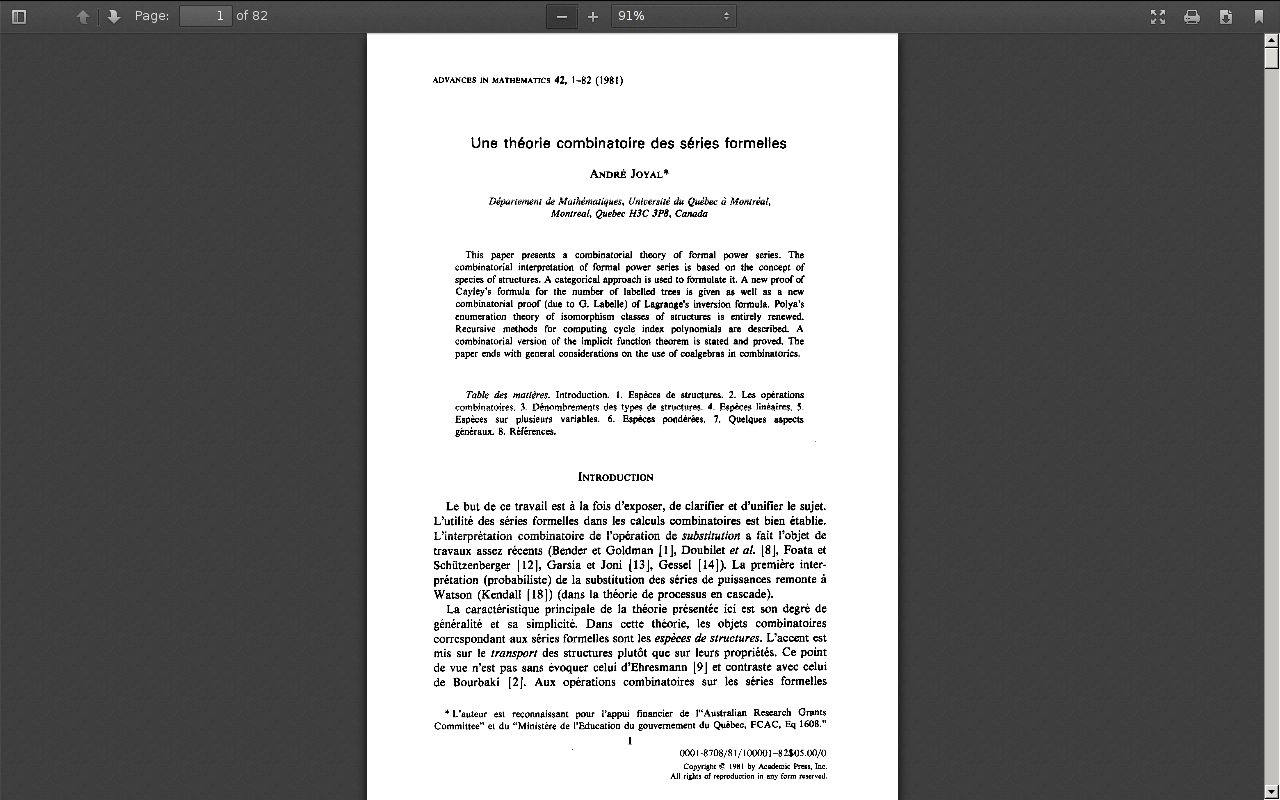 Page: 1 of 82 91%
ADVANCES IN MATHEMATICS 42, 1–82 (1981)
Une théorie combinatoire des séries formelles
ANDRÉ JOYAL*
Département de Mathématiques, Université du Québec à Montréal,
Montreal, Quebec H3C 3P8, Canada
This paper presents a combinatorial theory of formal power series. The
combinatorial interpretation of formal power series is based on the concept of
species of structures. A categorical approach is used to formulate it. A new proof of
Cayley's formula for the number of labelled trees is given as well as a new
combinatorial proof (due to G. Labelle) of Lagrange's inversion formula. Polya's
enumeration theory of isomorphism classes of structures is entirely renewed.
Recursive methods for computing cycle index polynomials are described. A
combinatorial version of the implicit function theorem is stated and proved. The
paper ends with general considerations on the use of coalgebras in combinatorics.
Table des matières. Introduction. 1. Espèces de structures. 2. Les opérations
combinatoires. 3. Dénombrements des types de structures. 4. Espèces linéaires. 5.
Espèces sur plusieurs variables. 6. Espèces pondérées. 7. Quelques aspects
généraux. 8. Références.
INTRODUCTION
Le but de ce travail est à la fois d'exposer, de clarifier et d'unifier le sujet.
L'utilité des séries formelles dans les calculs combinatoires est bien établie.
L'interprétation combinatoire de l'opération de substitution a fait l'objet de
travaux assez récents (Bender et Goldman [1], Doubilet et al. [8], Foata et
Schützenberger [12], Garsia et Joni [13], Gessel [14]). La première inter-
prétation (probabiliste) de la substitution des séries de puissances remonte à
Watson (Kendall [18]) (dans la théorie de processus en cascade).
La caractéristique principale de la théorie présentée ici est son degré de
généralité et sa simplicité. Dans cette théorie, les objets combinatoires
correspondant aux séries formelles sont les espèces de structures. L'accent est
mis sur le transport des structures plutôt que sur leurs propriétés. Ce point
de vue n'est pas sans évoquer celui d'Ehresmann [9] et contraste avec celui
de Bourbaki [2]. Aux opérations combinatoires sur les séries formelles
* L'auteur est reconnaissant pour l'appui financier de l'"Australian Research Grants
Committee" et du "Ministère de l'Education du gouvernement du Québec, FCAC, Eq 1608."
1
0001-8708/81/100001–82$05.00/0
Copyright © 1981 by Academic Press, Inc.
All rights of reproduction in any form reserved.